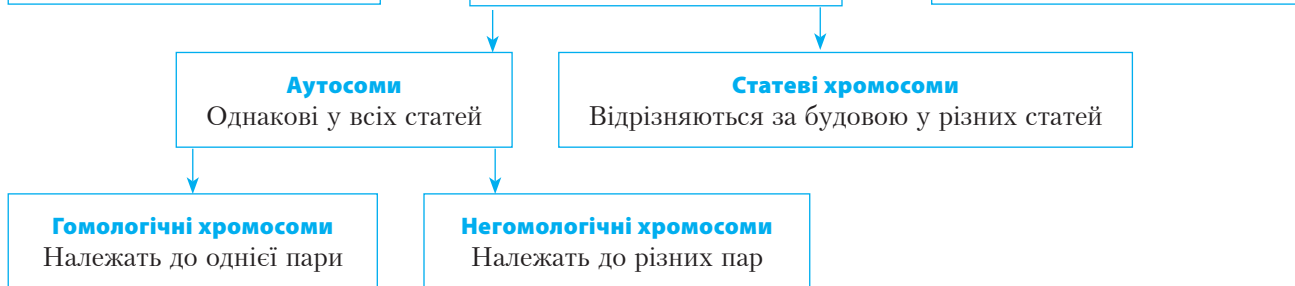 Аутосоми
Однакові у всіх статей
Статеві хромосоми
Відрізняються за будовою у різних статей
Гомологічні хромосоми
Належать до однієї пари
Негомологічні хромосоми
Належать до різних пар